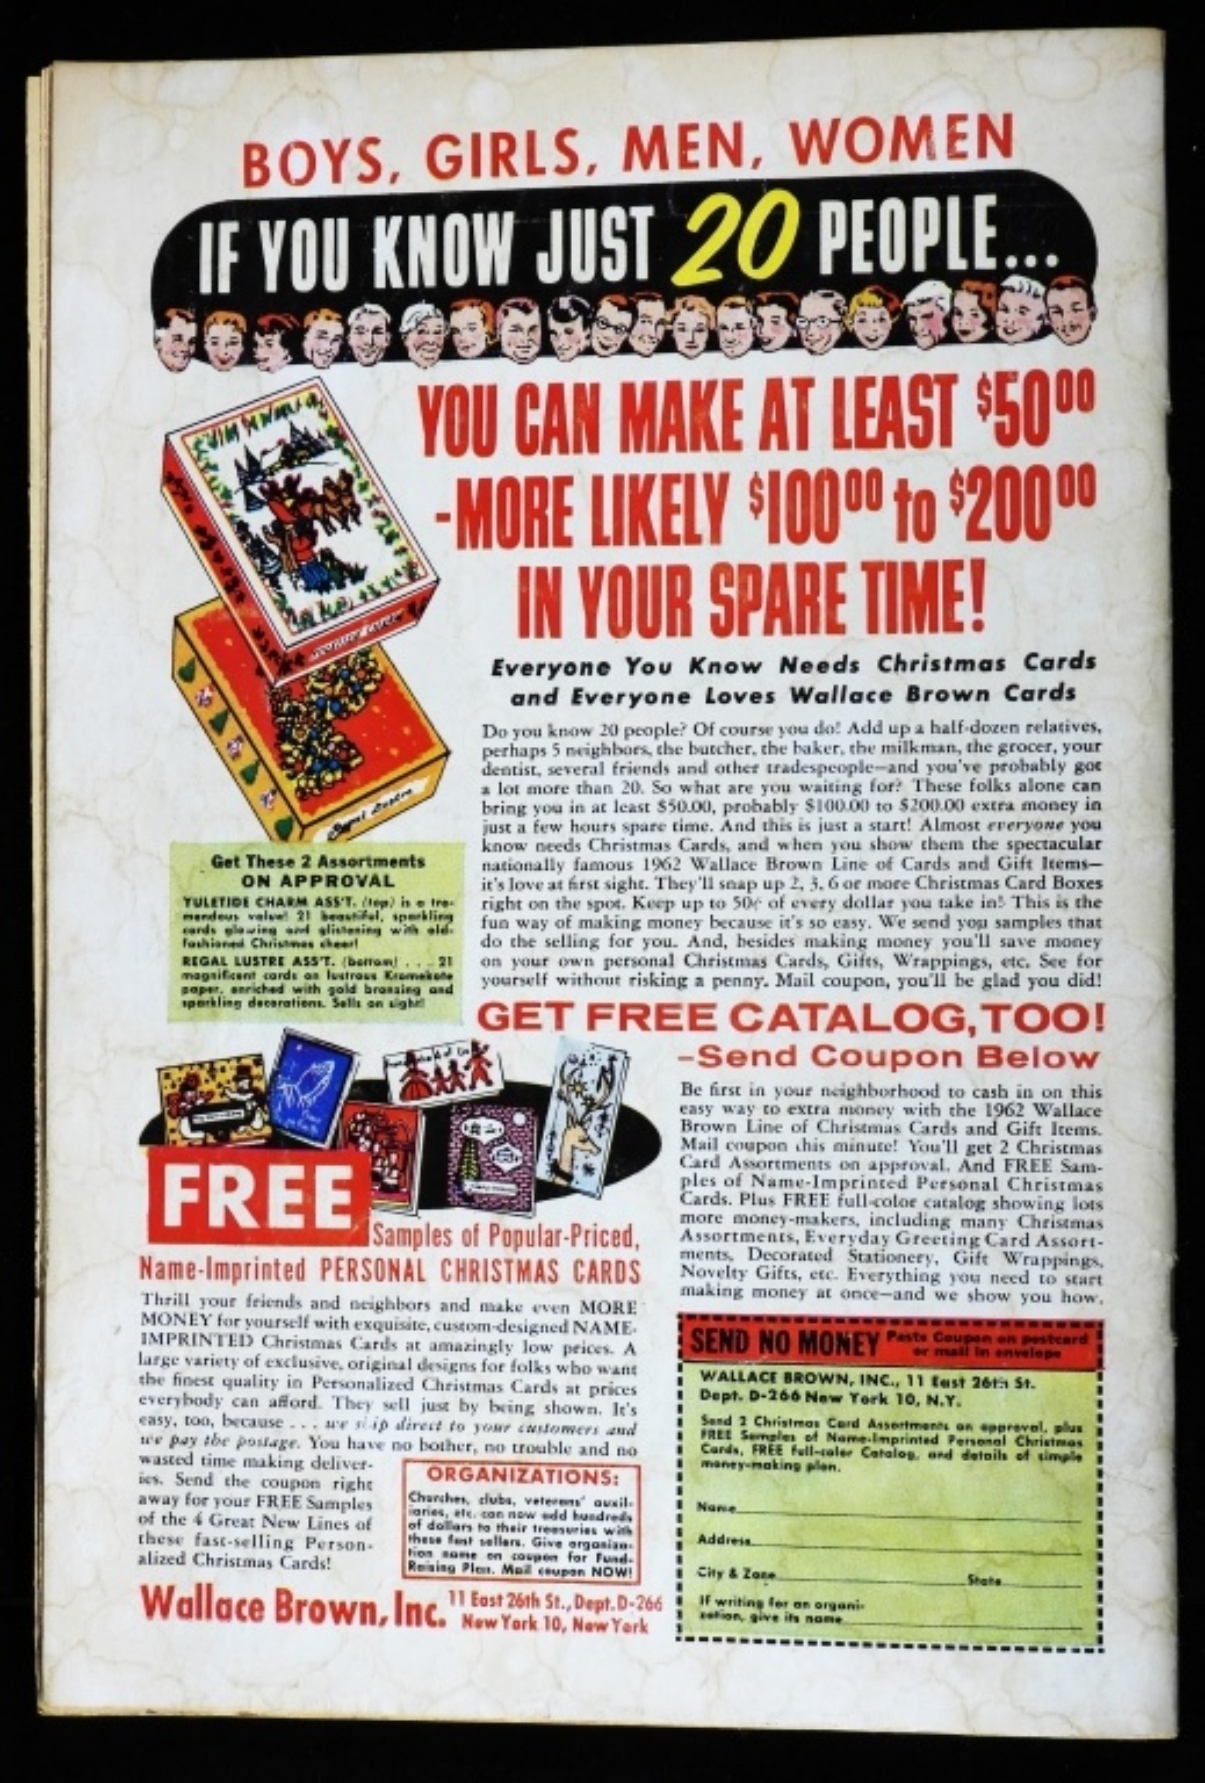 BOYS, GIRLS, MEN, WOMEN
IF YOU KNOW JUST 20 PEOPLE...
YOU CAN MAKE AT LEAST $5000
-MORE LIKELY $10000 to $20000
IN YOUR SPARE TIME!
Everyone You Know Needs Christmas Cards
and Everyone Loves Wallace Brown Cards
Do you know 20 people? Of course you do! Add up a half-dozen relatives,
perhaps 5 neighbors, the butcher, the baker, the milkman, the grocer, your
dentist, several friends and other tradespeople—and you've probably got
a lot more than 20. So what are you waiting for? These folks alone can
bring you in at least $50.00, probably $100.00 to $200.00 extra money in
just a few hours spare time. And this is just a start! Almost everyone you
know needs Christmas Cards, and when you show them the spectacular
nationally famous 1962 Wallace Brown Line of Cards and Gift Items—
it's love at first sight. They'll snap up 2, 3, 6 or more Christmas Card Boxes
right on the spot. Keep up to 50¢ of every dollar you take in! This is the
fun way of making money because it's so easy. We send you samples that
do the selling for you. And, besides making money you'll save money
on your own personal Christmas Cards, Gifts, Wrappings, etc. See for
yourself without risking a penny. Mail coupon, you'll be glad you did!
Regal Lustre
Get These 2 Assortments
ON APPROVAL
YULETIDE CHARM ASS'T. (top) is a tre-
mendous value! 21 beautiful, sparkling
cards glowing and glistening with old-
fashioned Christmas cheer!
REGAL LUSTRE ASS'T. (bottom) . . . 21
magnificent cards on lustrous Kromekote
paper, enriched with gold bronzing and
sparkling decorations. Sells on sight!
GET FREE CATALOG, TOO!
-Send Coupon Below
Be first in your neighborhood to cash in on this
easy way to extra money with the 1962 Wallace
Brown Line of Christmas Cards and Gift Items.
Mail coupon this minute! You'll get 2 Christmas
Card Assortments on approval. And FREE Sam-
ples of Name-Imprinted Personal Christmas
Cards. Plus FREE full-color catalog showing lots
more money-makers, including many Christmas
Assortments, Everyday Greeting Card Assort-
ments, Decorated Stationery, Gift Wrappings,
Novelty Gifts, etc. Everything you need to start
making money at once—and we show you how.
FREE
Samples of Popular-Priced,
Name-Imprinted PERSONAL CHRISTMAS CARDS
Thrill your friends and neighbors and make even MORE
MONEY for yourself with exquisite, custom-designed NAME-
IMPRINTED Christmas Cards at amazingly low prices. A
large variety of exclusive, original designs for folks who want
the finest quality in Personalized Christmas Cards at prices
everybody can afford. They sell just by being shown. It's
easy, too, because . . . we ship direct to your customers and
we pay the postage. You have no bother, no trouble and no
wasted time making deliver-
ies. Send the coupon right
away for your FREE Samples
of the 4 Great New Lines of
these fast-selling Person-
alized Christmas Cards!
ORGANIZATIONS:
Churches, clubs, veterans' auxil-
iaries, etc. can now add hundreds
of dollars to their treasuries with
these fast sellers. Give organiza-
tion name on coupon for Fund-
Raising Plan. Mail coupon NOW!
Wallace Brown, Inc. 11 East 26th St., Dept. D-266
New York 10, New York
SEND NO MONEY Paste Coupon on postcard
or mail in envelope
WALLACE BROWN, INC., 11 East 26th St.
Dept. D-266 New York 10, N.Y.
Send 2 Christmas Card Assortments on approval, plus
FREE Samples of Name-Imprinted Personal Christmas
Cards, FREE full-color Catalog, and details of simple
money-making plan.
Name
Address
City & Zone State
If writing for an organi-
zation, give its name